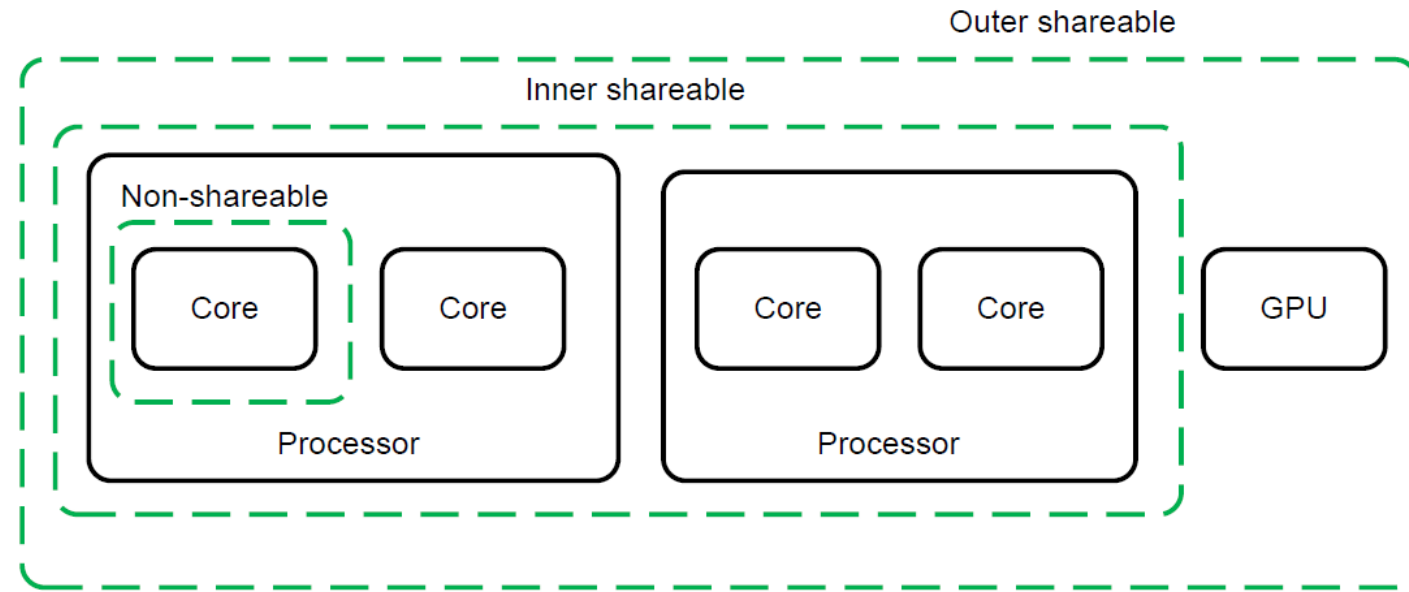 Outer shareable
Inner shareable
Non-shareable
Core
Core
Core
Core
GPU
Processor
Processor